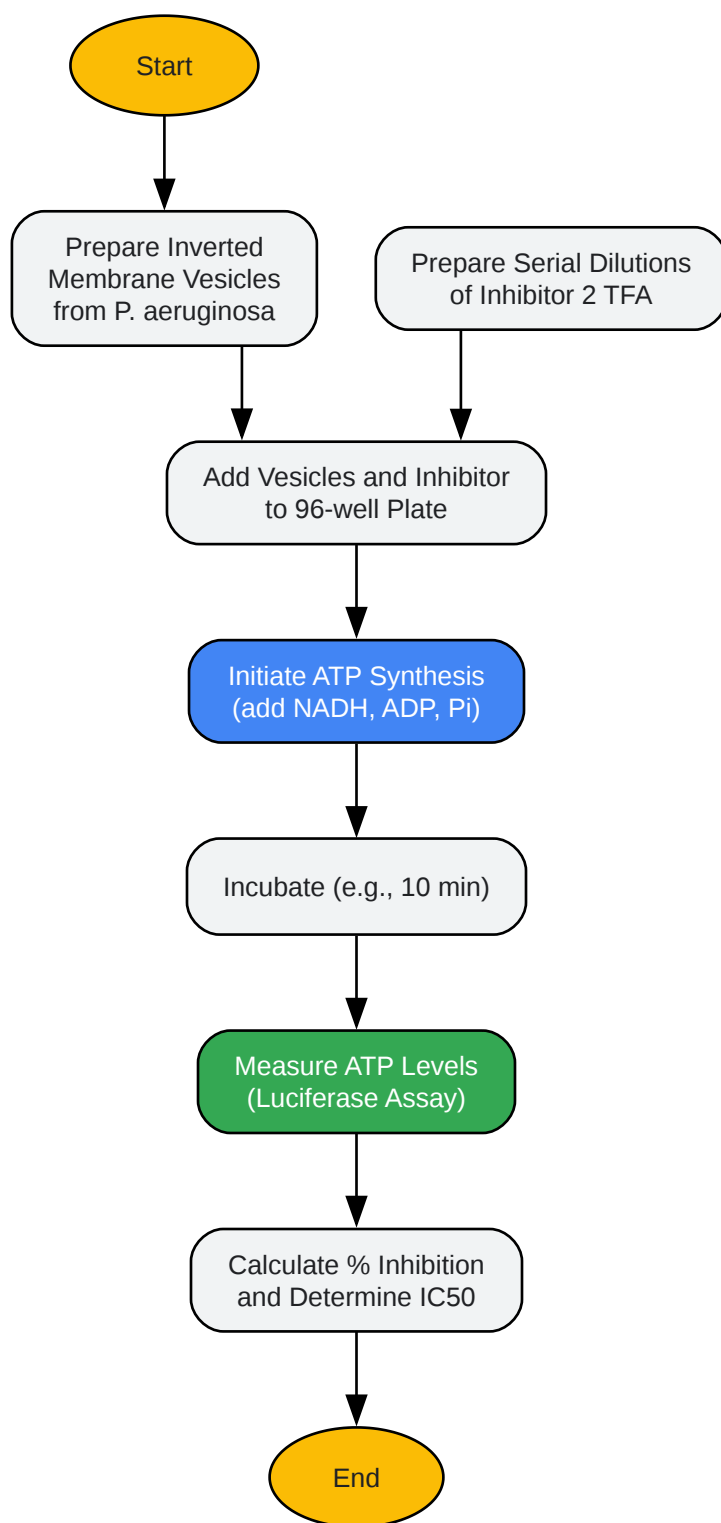 Start
Prepare Inverted
Membrane Vesicles
from P. aeruginosa
Prepare Serial Dilutions
of Inhibitor 2 TFA
Add Vesicles and Inhibitor
to 96-well Plate
Initiate ATP Synthesis
(add NADH, ADP, Pi)
Incubate (e.g., 10 min)
Measure ATP Levels
(Luciferase Assay)
Calculate % Inhibition
and Determine IC50
End